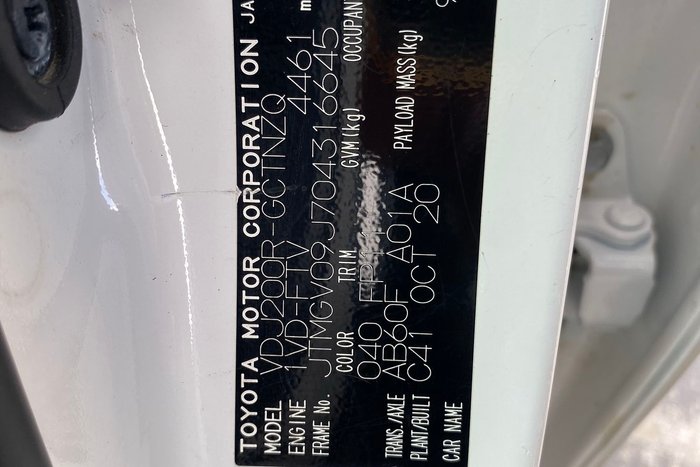 TOYOTA MOTOR CORPORATION JA
MODEL VDJ200R-GCTNZQ
ENGINE 1VD-FTV 4461 m
FRAME No. JTMGV09J704316645
COLOR TRIM GVM(kg) OCCUPAN
040
TRANS./AXLE AB60F A01A PAYLOAD MASS(kg)
PLANT/BUILT C41 OCT 20
CAR NAME